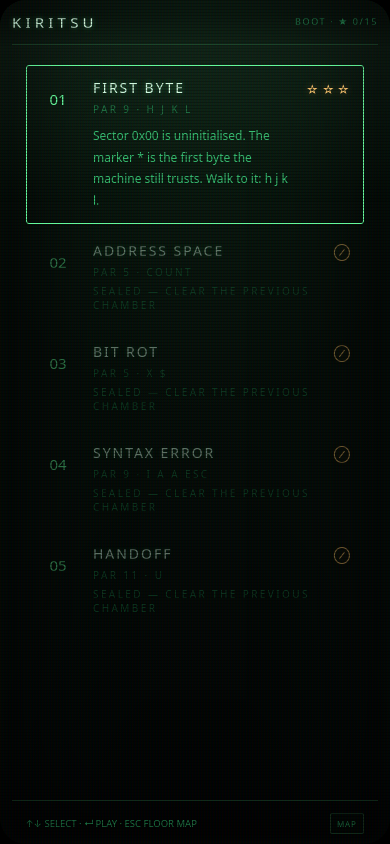 KIRITSU
BOOT · ★ 0/15
01
FIRST BYTE
☆☆☆
PAR 9 · H J K L
Sector 0x00 is uninitialised. The
marker * is the first byte the
machine still trusts. Walk to it: h j k
l.
02
ADDRESS SPACE
PAR 5 · COUNT
SEALED — CLEAR THE PREVIOUS
CHAMBER
03
BIT ROT
PAR 5 · X $
SEALED — CLEAR THE PREVIOUS
CHAMBER
04
SYNTAX ERROR
PAR 9 · I A A ESC
SEALED — CLEAR THE PREVIOUS
CHAMBER
05
HANDOFF
PAR 11 · U
SEALED — CLEAR THE PREVIOUS
CHAMBER
↑↓ SELECT · ↩ PLAY · ESC FLOOR MAP
MAP